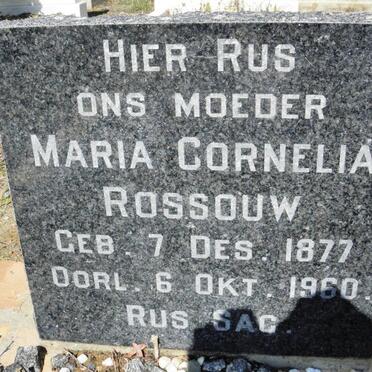 HIER RUS
ONS MOEDER
MARIA CORNELIA
ROSSOUW
GEB. 7 DES. 1877
OORL. 6 OKT. 1960.
RUS SAG.